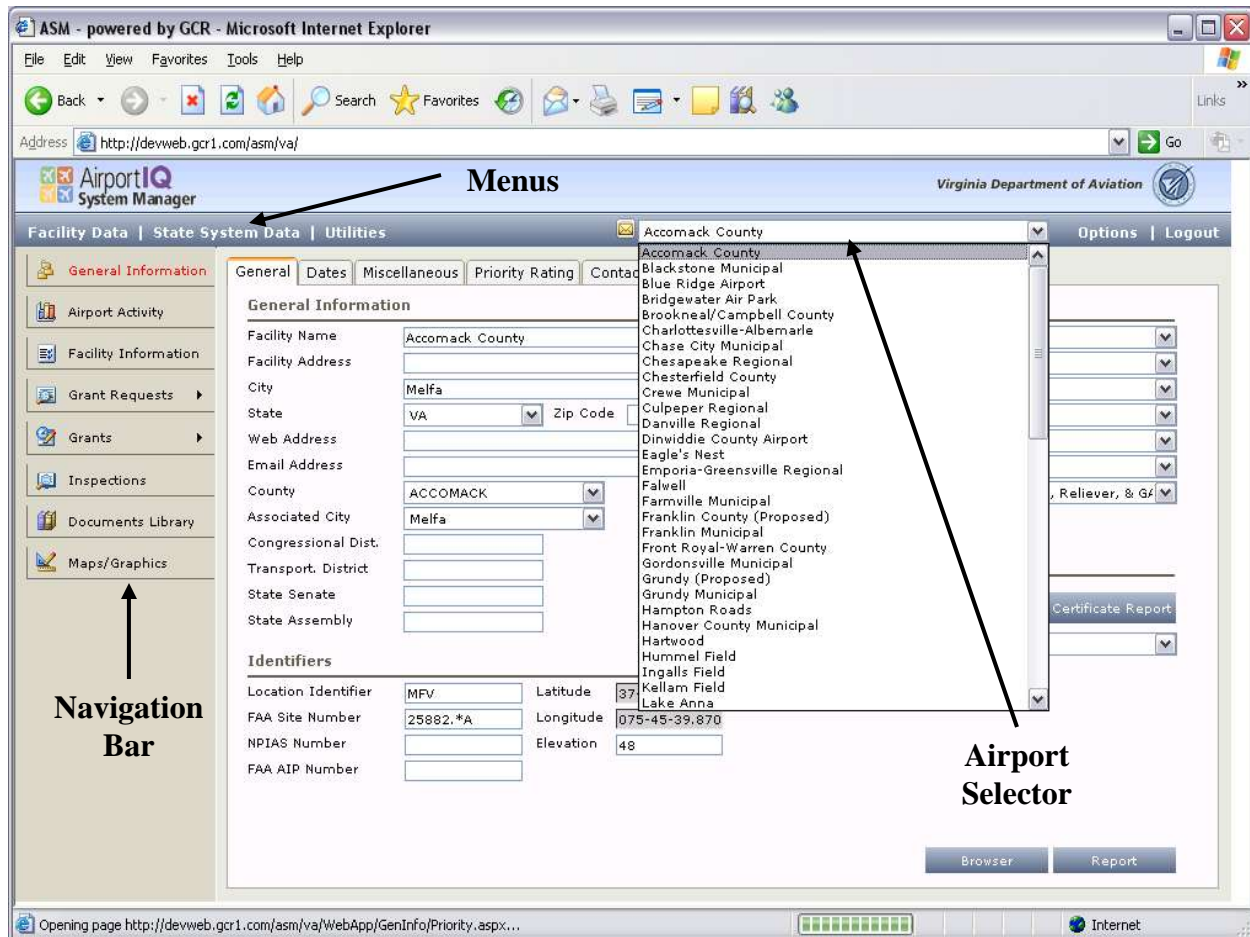 ASM - powered by GCR - Microsoft Internet Explorer
File Edit View Favorites Tools Help
Back Search Favorites Links
Address http://devweb.gcr1.com/asm/va/ Go
AirportIQ
System Manager
Menus
Virginia Department of Aviation
Facility Data | State System Data | Utilities
Accomack County
Options | Logout
General Information
Airport Activity
Facility Information
Grant Requests
Grants
Inspections
Documents Library
Maps/Graphics
Navigation
Bar
General Dates Miscellaneous Priority Rating
General Information
Facility Name Accomack County
Facility Address
City Melfa
State VA Zip Code
Web Address
Email Address
County ACCOMACK
Associated City Melfa
Congressional Dist.
Transport. District
State Senate
State Assembly
Identifiers
Location Identifier MFV Latitude 37-
FAA Site Number 25882.*A Longitude 075-45-39.870
NPIAS Number Elevation 48
FAA AIP Number
Accomack County
Blackstone Municipal
Blue Ridge Airport
Bridgewater Air Park
Brookneal/Campbell County
Charlottesville-Albemarle
Chase City Municipal
Chesapeake Regional
Chesterfield County
Crewe Municipal
Culpeper Regional
Danville Regional
Dinwiddie County Airport
Eagle's Nest
Emporia-Greensville Regional
Falwell
Farmville Municipal
Franklin County (Proposed)
Franklin Municipal
Front Royal-Warren County
Gordonsville Municipal
Grundy (Proposed)
Grundy Municipal
Hampton Roads
Hanover County Municipal
Hartwood
Hummel Field
Ingalls Field
Kellam Field
Lake Anna
, Reliever, &
Certificate Report
Airport
Selector
Browser Report
Opening page http://devweb.gcr1.com/asm/va/WebApp/GenInfo/Priority.aspx...
Internet